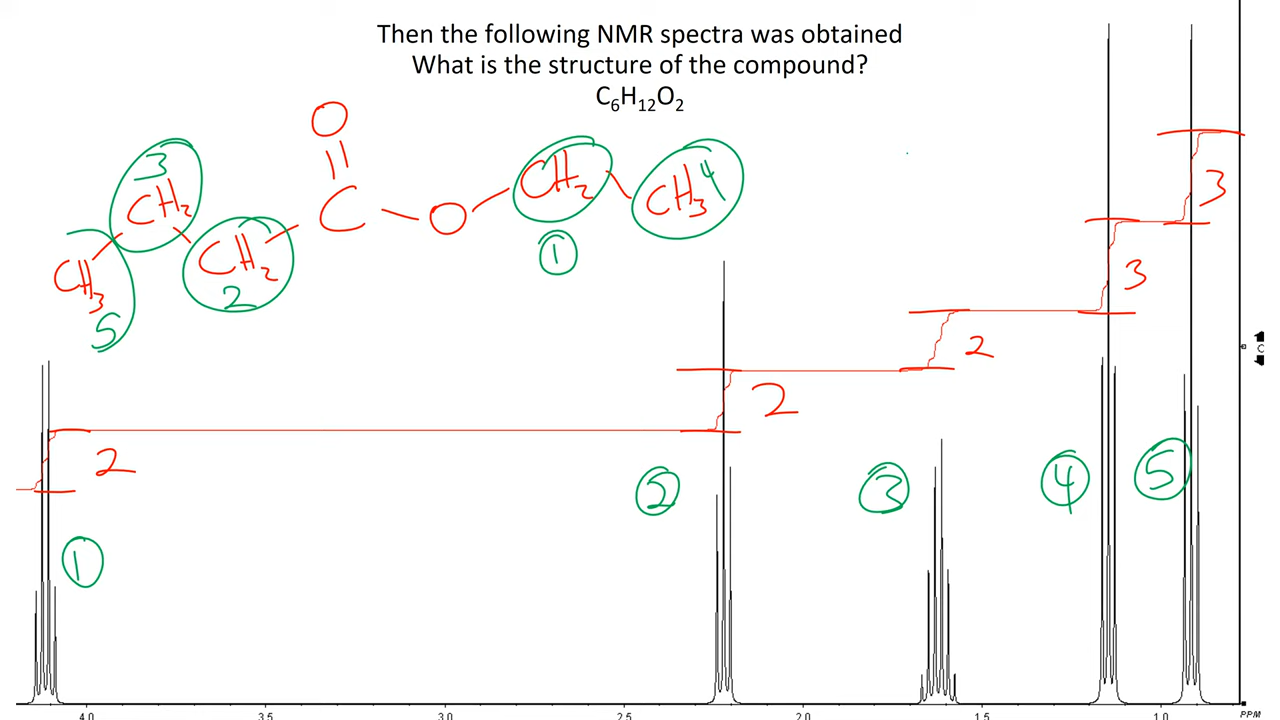 Then the following NMR spectra was obtained
What is the structure of the compound?
C₆H₁₂O₂
O
3
CH₂
C
O
CH₂
CH₃
4
CH₃
CH₂
2
5
1
3
3
2
2
2
1
2
3
4
5
4.0 3.5 3.0 2.5 2.0 1.5 1.0 PPM